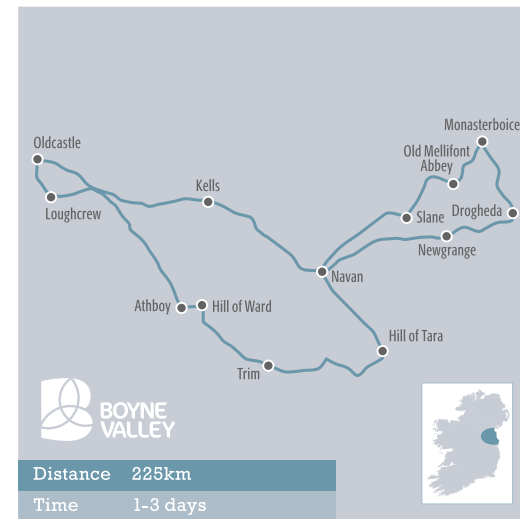 Monasterboice
Old Mellifont
Abbey
Oldcastle
Kells
Loughcrew
Slane
Drogheda
Newgrange
Navan
Athboy
Hill of Ward
Hill of Tara
Trim
BOYNE
VALLEY
Distance 225km
Time 1-3 days